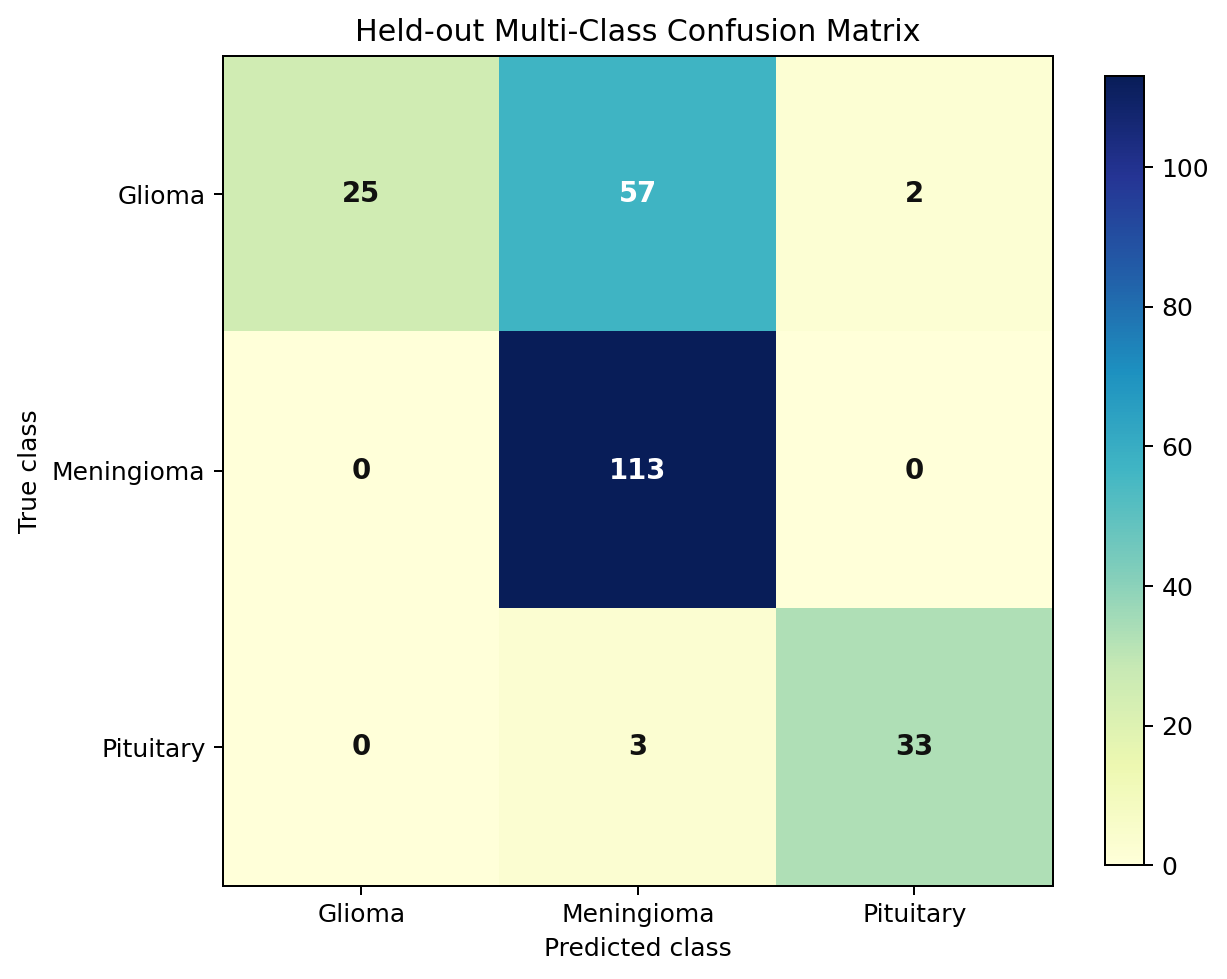 Held-out Multi-Class Confusion Matrix
True class
Glioma
25 57 2
Meningioma
0 113 0
Pituitary
0 3 33
Glioma Meningioma Pituitary
Predicted class
100
80
60
40
20
0